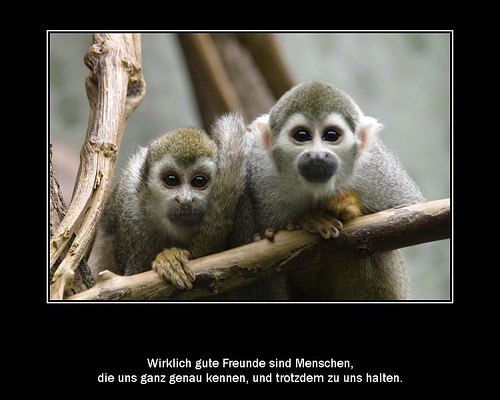 Wirklich gute Freunde sind Menschen,
die uns ganz genau kennen, und trotzdem zu uns halten.